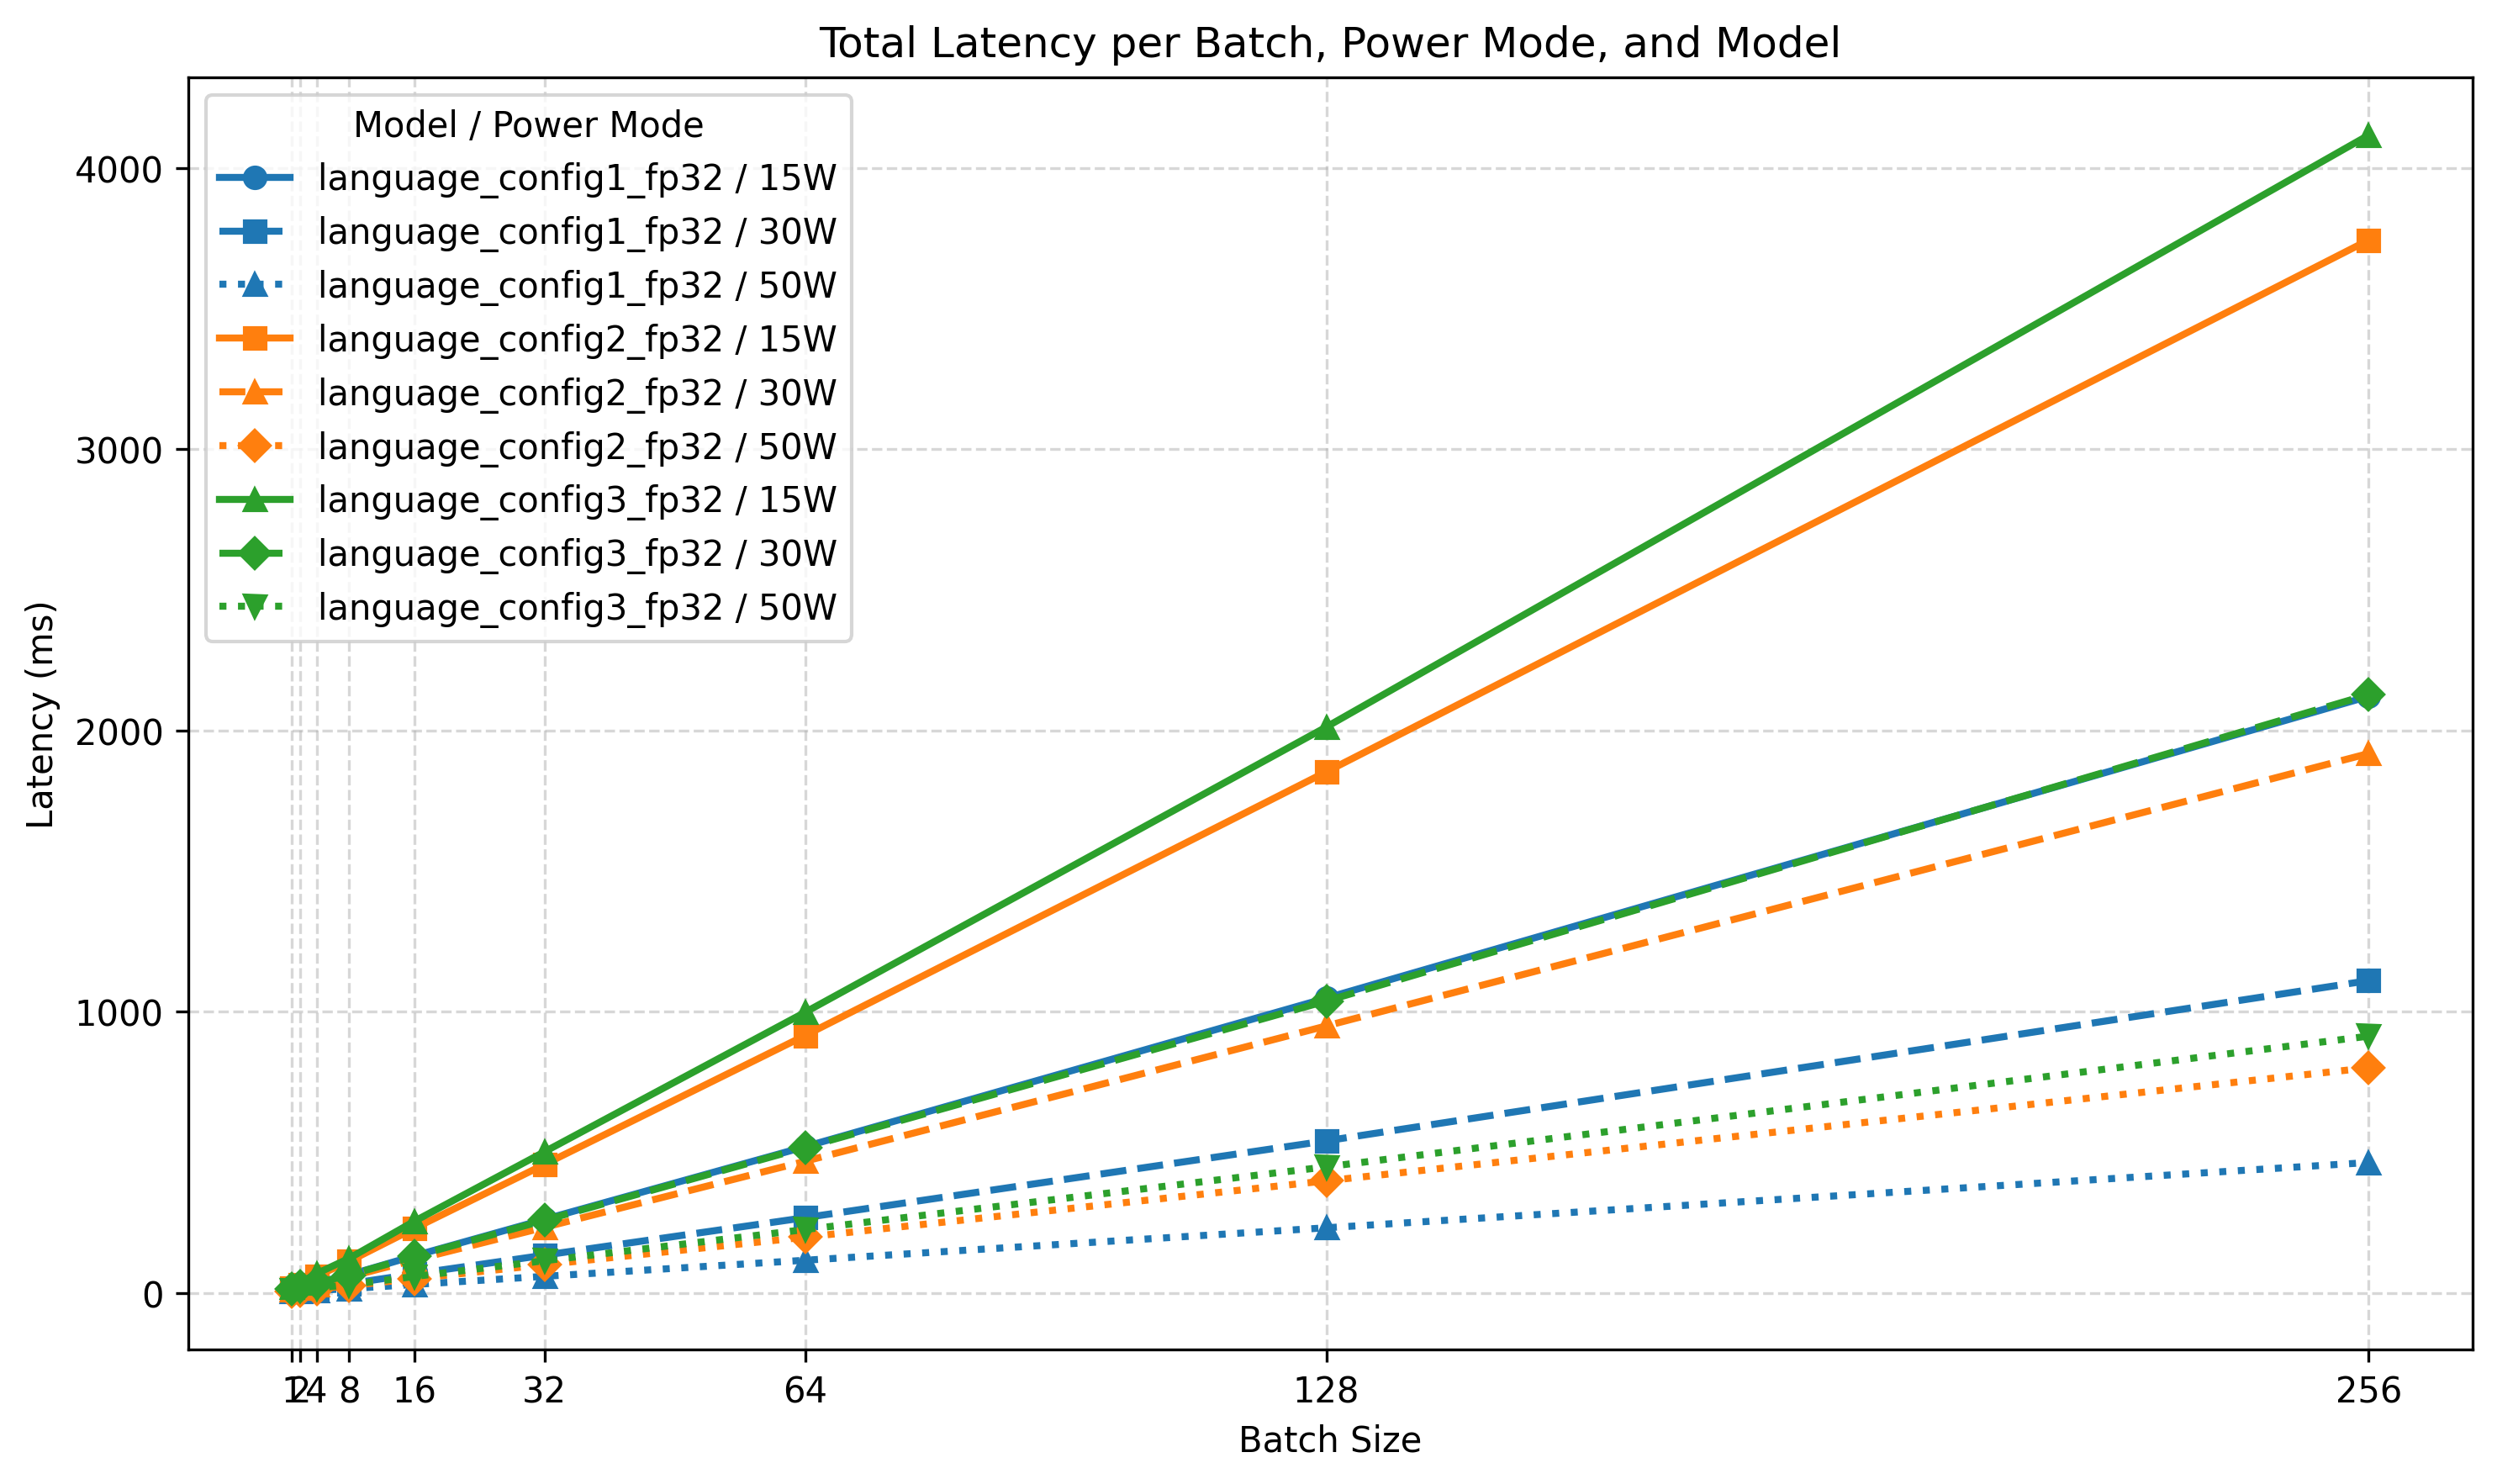 Total Latency per Batch, Power Mode, and Model
Model / Power Mode
language_config1_fp32 / 15W
language_config1_fp32 / 30W
language_config1_fp32 / 50W
language_config2_fp32 / 15W
language_config2_fp32 / 30W
language_config2_fp32 / 50W
language_config3_fp32 / 15W
language_config3_fp32 / 30W
language_config3_fp32 / 50W
4000
3000
2000
1000
0
Latency (ms)
1 2 4 8 16 32 64 128 256
Batch Size